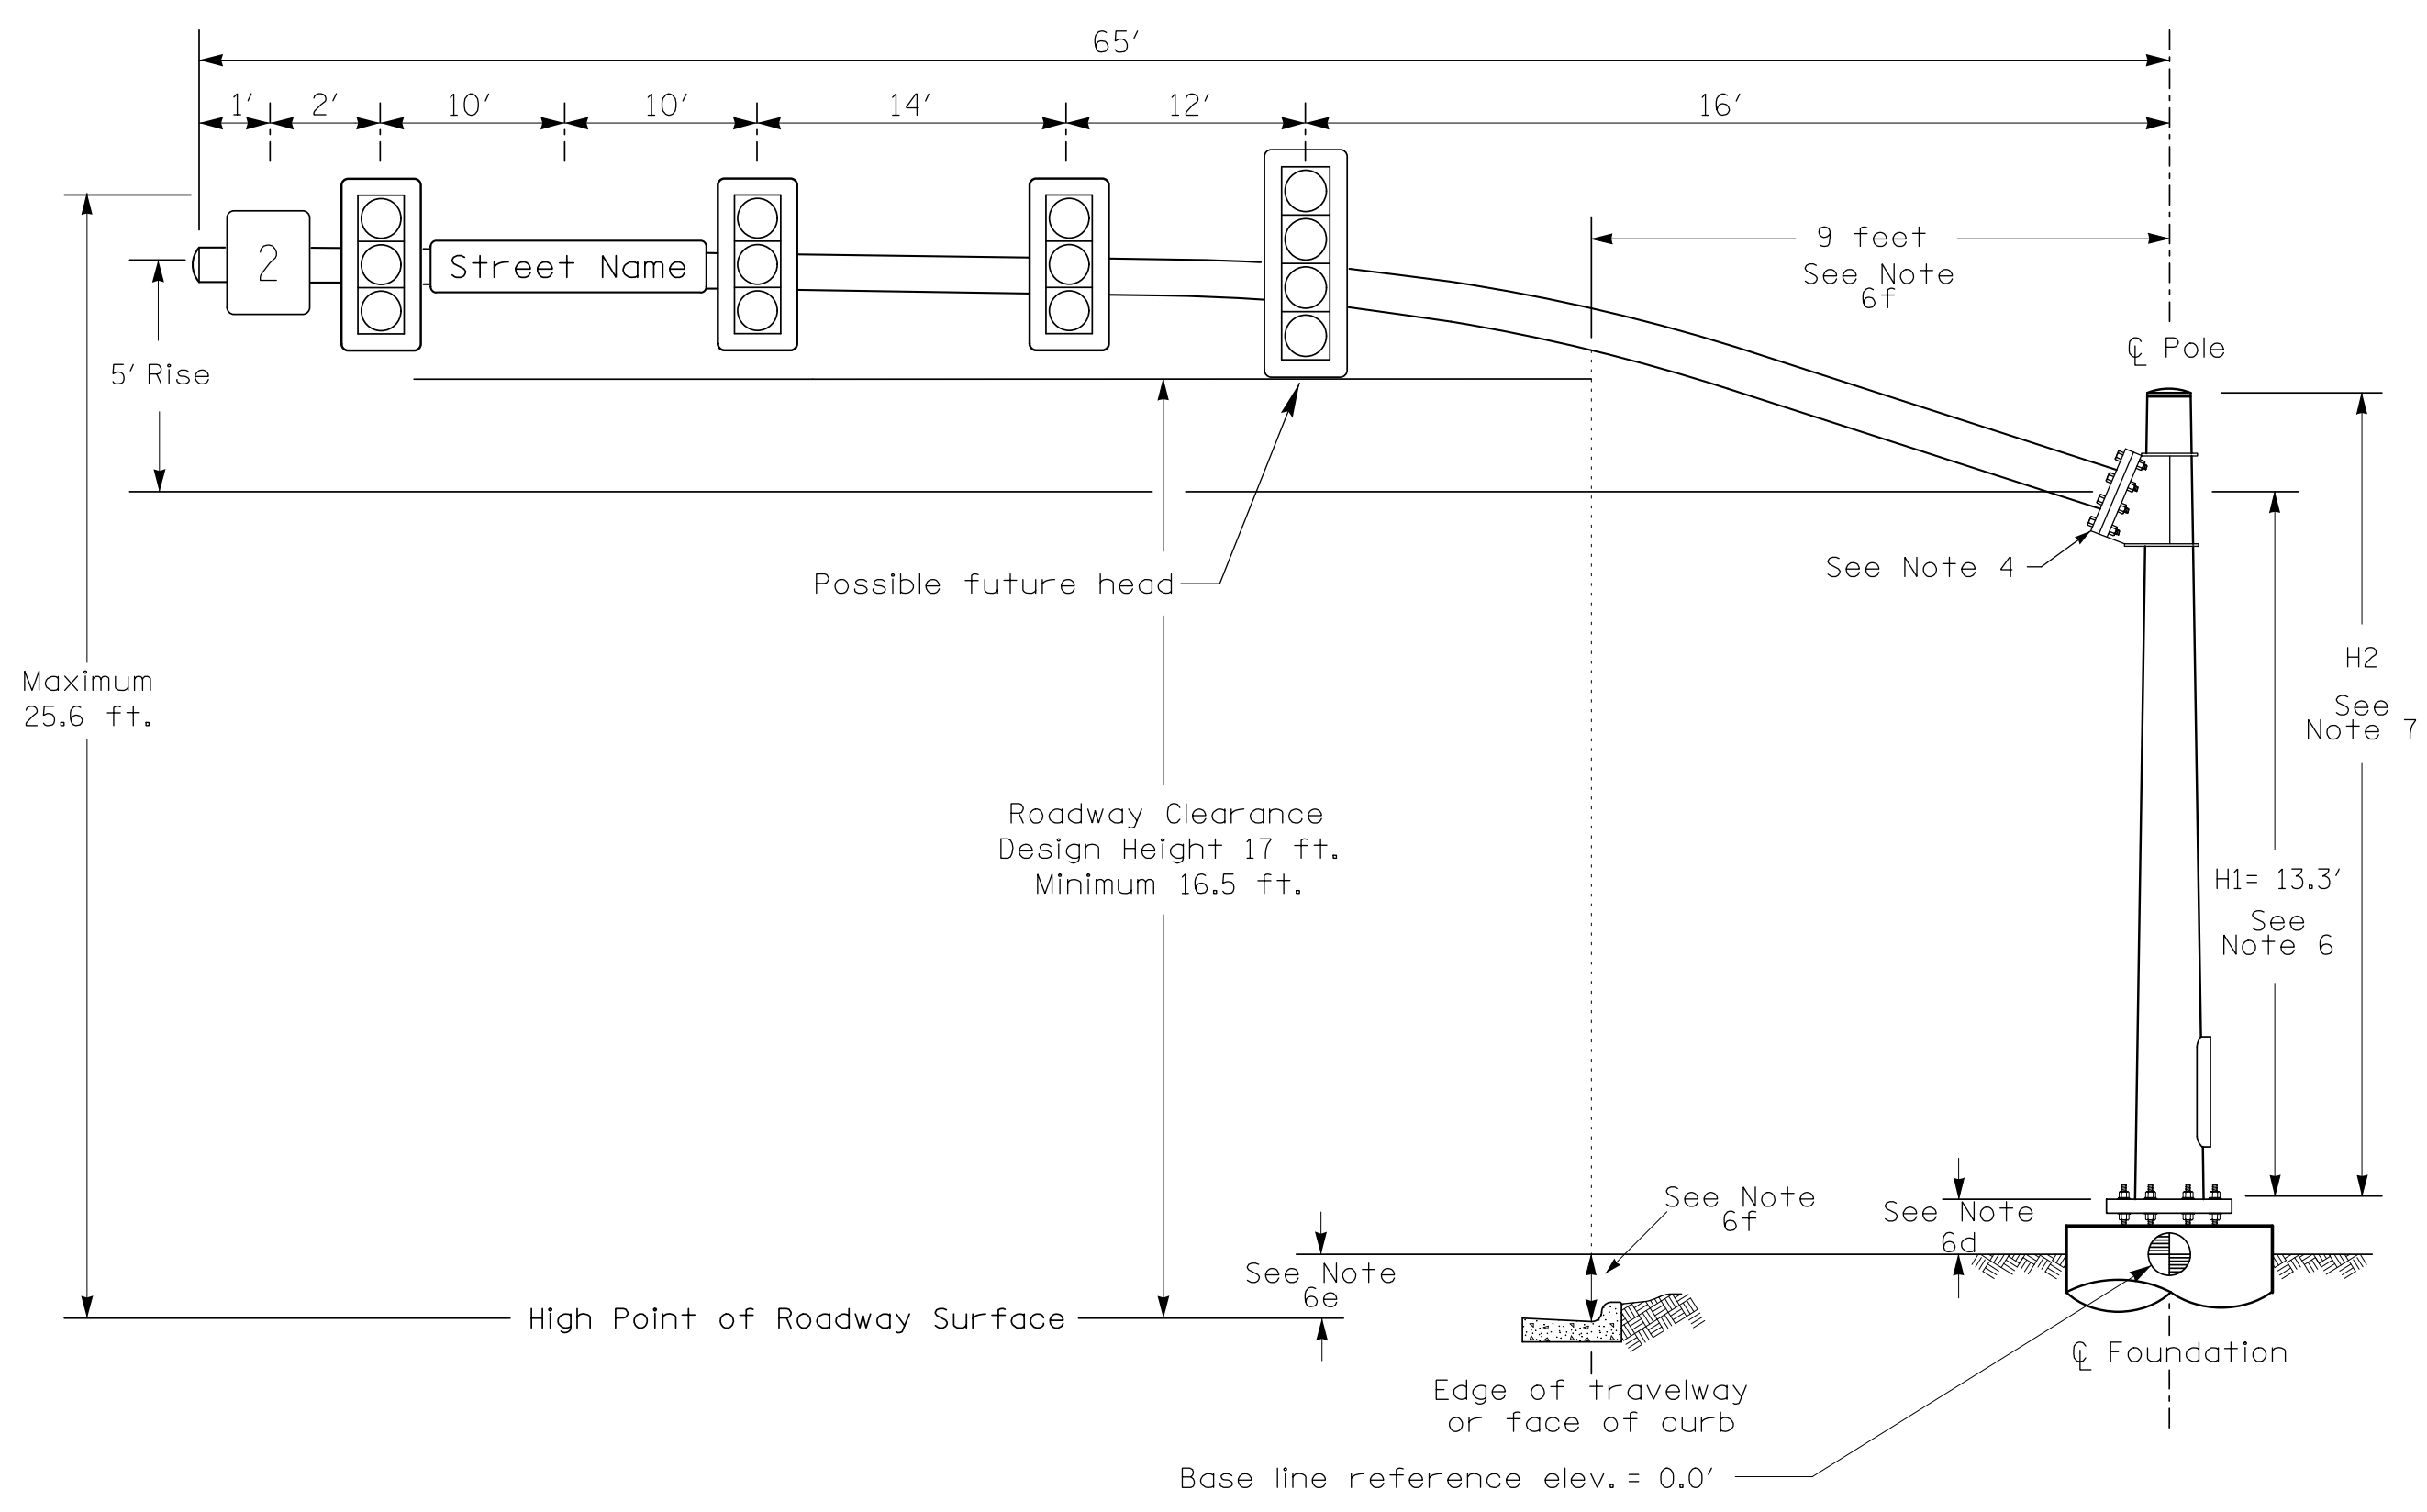 65'
1' 2' 10' 10' 14' 12' 16'
2
Street Name
9 feet
See Note
6f
℄ Pole
5' Rise
Possible future head
See Note 4
H2
See
Note 7
Maximum
25.6 ft.
Roadway Clearance
Design Height 17 ft.
Minimum 16.5 ft.
H1= 13.3'
See
Note 6
See Note
6f
See Note
6d
See Note
6e
High Point of Roadway Surface
℄ Foundation
Edge of travelway
or face of curb
Base line reference elev. = 0.0'